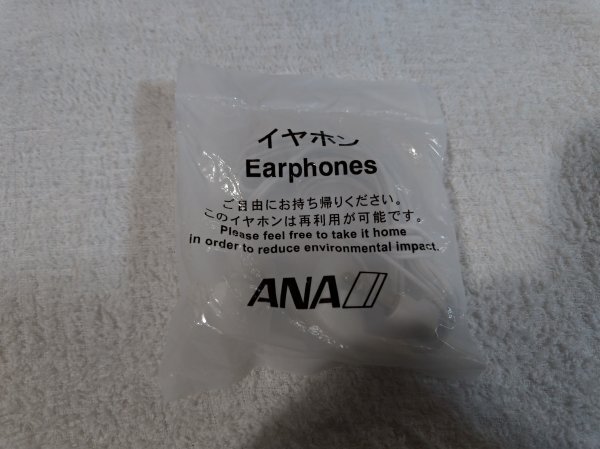 イヤホン
Earphones
ご自由にお持ち帰りください。
このイヤホンは再利用が可能です。
Please feel free to take it home
in order to reduce environmental impact.
ANA